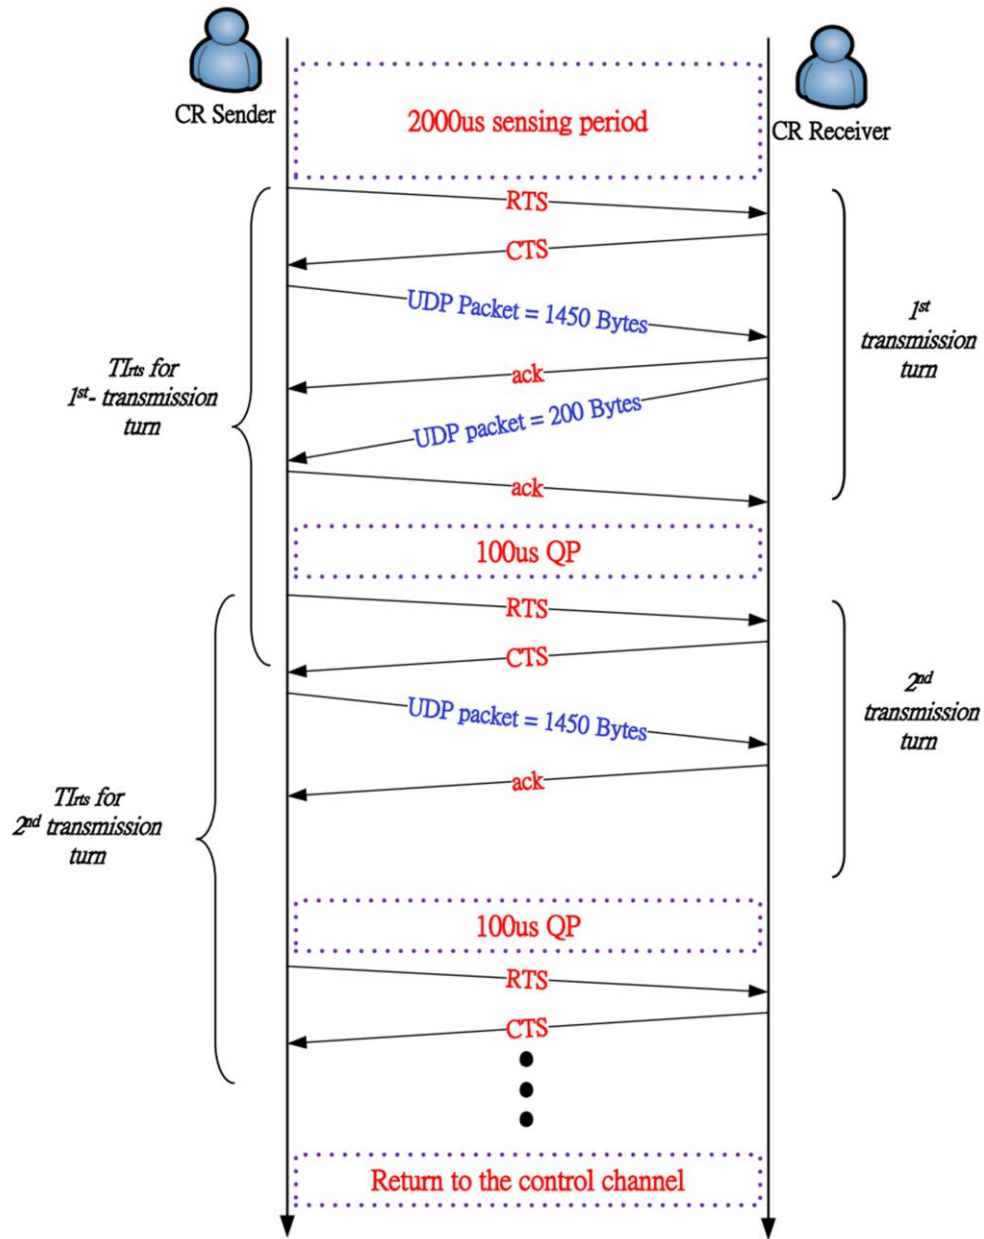 CR Sender
CR Receiver
2000us sensing period
RTS
CTS
UDP Packet = 1450 Bytes
ack
UDP packet = 200 Bytes
ack
1st
transmission
turn
TIrts for
1st- transmission
turn
100us QP
RTS
CTS
UDP packet = 1450 Bytes
ack
2nd
transmission
turn
TIrts for
2nd transmission
turn
100us QP
RTS
CTS
Return to the control channel